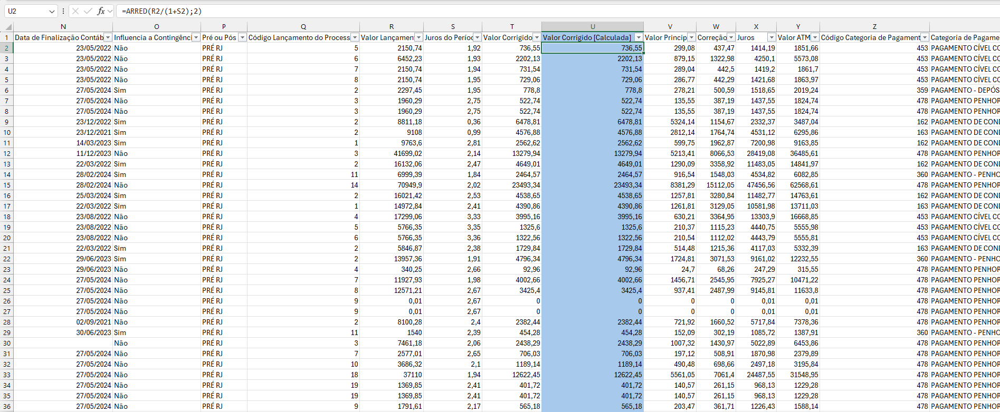 U2 fx =ARRED(R2/(1+S2);2)
N O P Q R S T U V W X Y Z
1 Data de Finalização Contáb Influencia a Contingênci Pré ou Pós Código Lançamento do Process Valor Lançamen Juros do Períod Valor Corrigido Valor Corrigido [Calculada] Valor Princip Correção Juros Valor ATM Código Categoria de Pagament Categoria de Pagame
2 23/05/2022 Não PRÉ RJ 5 2150,74 1,92 736,55 736,55 299,08 437,47 1414,19 1851,66 453 PAGAMENTO CÍVEL CO
3 23/05/2022 Não PRÉ RJ 6 6452,23 1,93 2202,13 2202,13 879,15 1322,98 4250,1 5573,08 453 PAGAMENTO CÍVEL CO
4 23/05/2022 Não PRÉ RJ 7 2150,74 1,94 731,54 731,54 289,04 442,5 1419,2 1861,7 453 PAGAMENTO CÍVEL CO
5 23/05/2022 Não PRÉ RJ 8 2150,74 1,95 729,06 729,06 286,77 442,29 1421,68 1863,97 453 PAGAMENTO CÍVEL CO
6 27/05/2024 Sim PRÉ RJ 2 2297,45 1,95 778,8 778,8 278,21 500,59 1518,65 2019,24 359 PAGAMENTO - DEPÓS
7 27/05/2024 Não PRÉ RJ 3 1960,29 2,75 522,74 522,74 135,55 387,19 1437,55 1824,74 478 PAGAMENTO PENHOR
8 27/05/2024 Não PRÉ RJ 3 1960,29 2,75 522,74 522,74 135,55 387,19 1437,55 1824,74 478 PAGAMENTO PENHOR
9 23/12/2022 Sim PRÉ RJ 2 8811,18 0,36 6478,81 6478,81 5324,14 1154,67 2332,37 3487,04 162 PAGAMENTO DE COND
10 23/12/2021 Sim PRÉ RJ 2 9108 0,99 4576,88 4576,88 2812,14 1764,74 4531,12 6295,86 163 PAGAMENTO DE COND
11 14/03/2023 Sim PRÉ RJ 1 9763,6 2,81 2562,62 2562,62 599,75 1962,87 7200,98 9163,85 162 PAGAMENTO DE COND
12 11/12/2023 Não PRÉ RJ 3 41699,02 2,14 13279,94 13279,94 5213,41 8066,53 28419,08 36485,61 478 PAGAMENTO PENHOR
13 22/03/2022 Sim PRÉ RJ 2 16132,06 2,47 4649,01 4649,01 1290,09 3358,92 11483,05 14841,97 162 PAGAMENTO DE COND
14 28/02/2024 Sim PRÉ RJ 11 6999,39 1,84 2464,57 2464,57 916,54 1548,03 4534,82 6082,85 360 PAGAMENTO - PENHO
15 28/02/2024 Não PRÉ RJ 14 70949,9 2,02 23493,34 23493,34 8381,29 15112,05 47456,56 62568,61 478 PAGAMENTO PENHOR
16 25/03/2024 Sim PRÉ RJ 2 16021,42 2,53 4538,65 4538,65 1257,81 3280,84 11482,77 14763,61 162 PAGAMENTO DE COND
17 22/03/2022 Sim PRÉ RJ 1 14972,84 2,41 4390,86 4390,86 1261,81 3129,05 10581,98 13711,03 163 PAGAMENTO DE COND
18 23/08/2022 Não PRÉ RJ 4 17299,06 3,33 3995,16 3995,16 630,21 3364,95 13303,9 16668,85 453 PAGAMENTO CÍVEL CO
19 23/08/2022 Não PRÉ RJ 5 5766,35 3,35 1325,6 1325,6 210,37 1115,23 4440,75 5555,98 453 PAGAMENTO CÍVEL CO
20 23/08/2022 Não PRÉ RJ 6 5766,35 3,36 1322,56 1322,56 210,54 1112,02 4443,79 5555,81 453 PAGAMENTO CÍVEL CO
21 22/03/2022 Sim PRÉ RJ 2 5846,87 2,38 1729,84 1729,84 514,48 1215,36 4117,03 5332,39 163 PAGAMENTO DE COND
22 29/06/2023 Sim PRÉ RJ 2 13957,36 1,91 4796,34 4796,34 1724,81 3071,53 9161,02 12232,55 360 PAGAMENTO - PENHO
23 29/06/2023 Não PRÉ RJ 4 340,25 2,66 92,96 92,96 24,7 68,26 247,29 315,55 478 PAGAMENTO PENHOR
24 27/05/2024 Não PRÉ RJ 7 11927,93 1,98 4002,66 4002,66 1456,71 2545,95 7925,27 10471,22 478 PAGAMENTO PENHOR
25 27/05/2024 Não PRÉ RJ 8 12571,21 2,67 3425,4 3425,4 937,41 2487,99 9145,81 11633,8 478 PAGAMENTO PENHOR
26 27/05/2024 Não PRÉ RJ 9 0,01 2,67 0 0 0 0 0,01 0,01 478 PAGAMENTO PENHOR
27 27/05/2024 Não PRÉ RJ 9 0,01 2,67 0 0 0 0 0,01 0,01 478 PAGAMENTO PENHOR
28 02/09/2021 Não PRÉ RJ 2 8100,28 2,4 2382,44 2382,44 721,92 1660,52 5717,84 7378,36 478 PAGAMENTO PENHOR
29 30/06/2023 Sim PRÉ RJ 11 1540 2,39 454,28 454,28 152,09 302,19 1085,72 1387,91 360 PAGAMENTO - PENHO
30 Não PRÉ RJ 3 7461,18 2,06 2438,29 2438,29 1007,32 1430,97 5022,89 6453,86 478 PAGAMENTO PENHOR
31 27/05/2024 Não PRÉ RJ 7 2577,01 2,65 706,03 706,03 197,12 508,91 1870,98 2379,89 478 PAGAMENTO PENHOR
32 27/05/2024 Não PRÉ RJ 10 3686,32 2,1 1189,14 1189,14 490,48 698,66 2497,18 3195,84 478 PAGAMENTO PENHOR
33 27/05/2024 Não PRÉ RJ 18 37110 1,94 12622,45 12622,45 5561,05 7061,4 24487,55 31548,95 478 PAGAMENTO PENHOR
34 27/05/2024 Não PRÉ RJ 19 1369,85 2,41 401,72 401,72 140,57 261,15 968,13 1229,28 478 PAGAMENTO PENHOR
35 27/05/2024 Não PRÉ RJ 19 1369,85 2,41 401,72 401,72 140,57 261,15 968,13 1229,28 478 PAGAMENTO PENHOR
36 27/05/2024 Não PRÉ RJ 9 1791,61 2,17 565,18 565,18 203,47 361,71 1226,43 1588,14 478 PAGAMENTO PENHOR